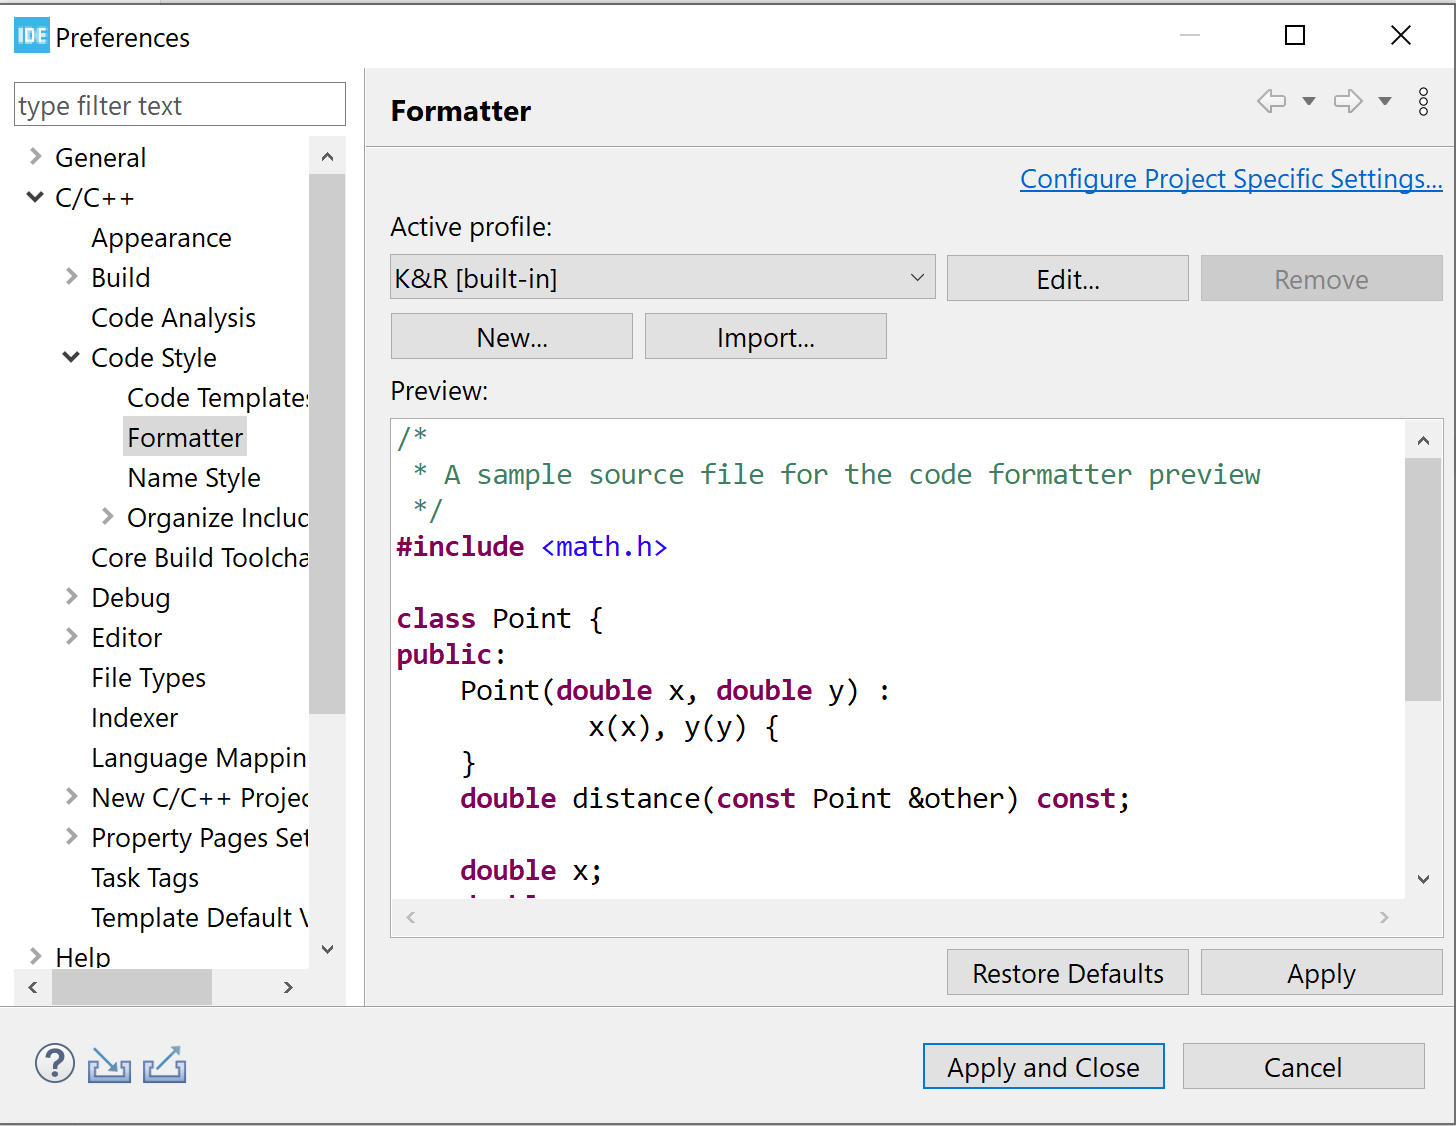 IDE Preferences
type filter text
General
C/C++
Appearance
Build
Code Analysis
Code Style
Code Templates
Formatter
Name Style
Organize Includ
Core Build Toolcha
Debug
Editor
File Types
Indexer
Language Mappin
New C/C++ Projec
Property Pages Set
Task Tags
Template Default V
Help
Formatter
Configure Project Specific Settings...
Active profile:
K&R [built-in]
Edit...
Remove
New...
Import...
Preview:
/*
 * A sample source file for the code formatter preview
 */
#include <math.h>
class Point {
public:
    Point(double x, double y) :
            x(x), y(y) {
    }
    double distance(const Point &other) const;
    double x;
Restore Defaults
Apply
?
Apply and Close
Cancel